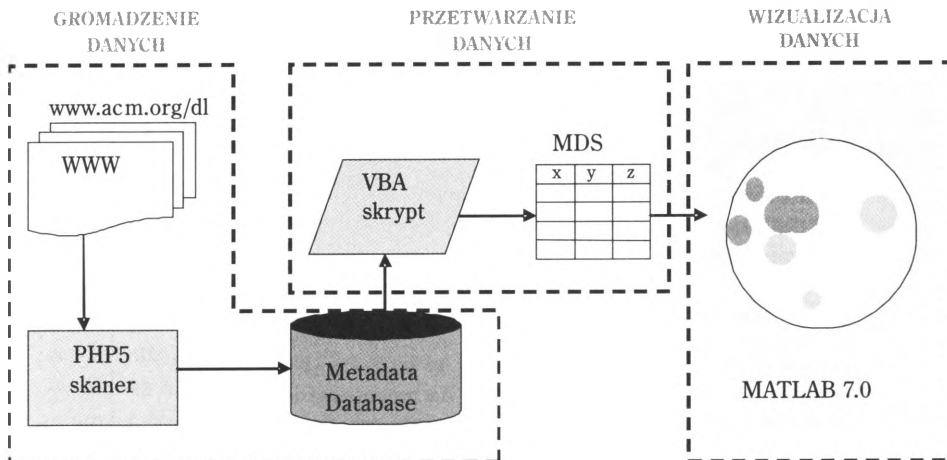 GROMADZENIE
DANYCH
PRZETWARZANIE
DANYCH
WIZUALIZACJA
DANYCH
www.acm.org/dl
WWW
PHP5
skaner
Metadata
Database
VBA
skrypt
MDS
x y z
MATLAB 7.0